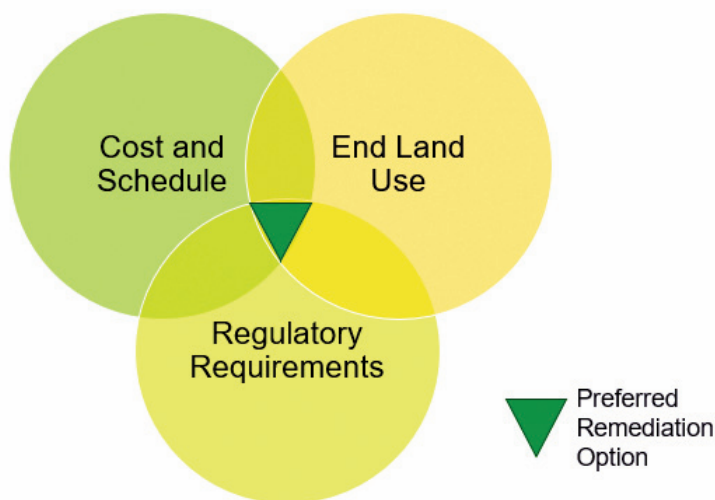 Cost and
Schedule
End Land
Use
Regulatory
Requirements
Preferred
Remediation
Option